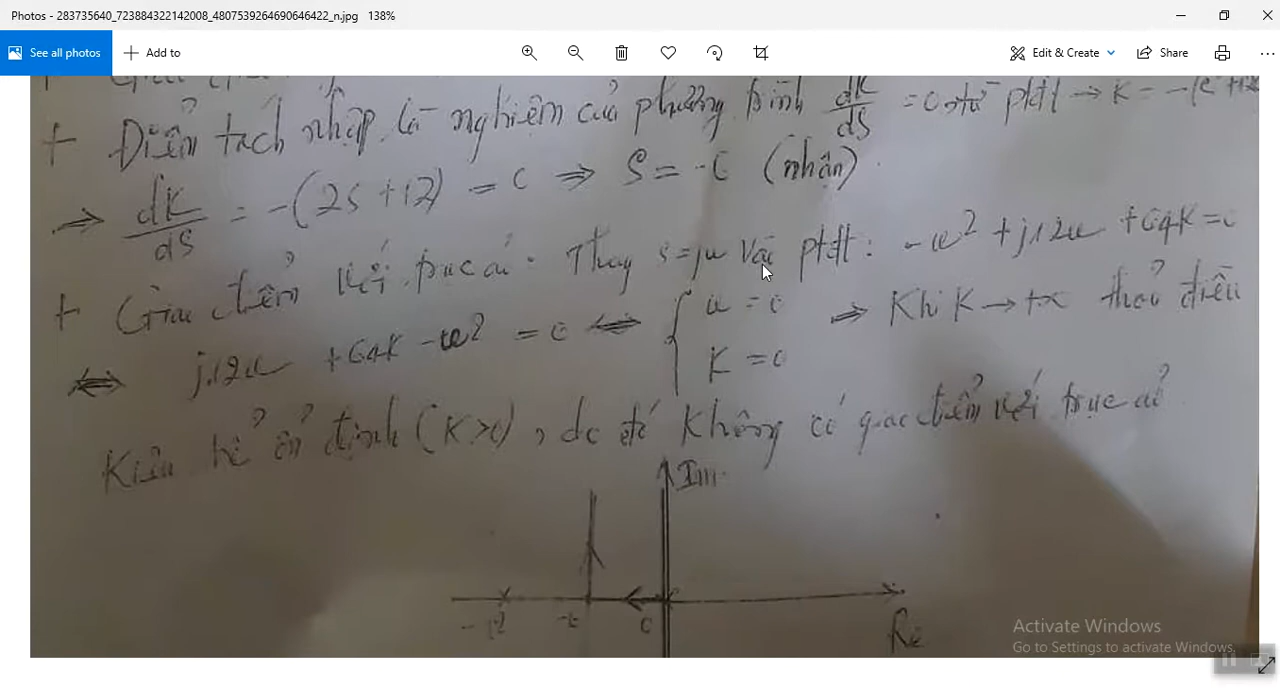 Photos - 283735640_723884322142008_4807539264690646422_n.jpg 138%
See all photos
Add to
Edit & Create
Share
+ Điểm tách nhập là nghiệm của phương trình dK/ds = 0 từ ptđt → K = -(s² + 12s
⇒ dK/ds = -(2s + 12) = 0 ⇒ s = -6 (nhận)
+ Giao điểm với trục ảo. Thay s = jω vào ptđt: -ω² + j12ω + 64K = 0
⇔ j12ω + 64K - ω² = 0 ⇔ { ω = 0 ⇒ Khi K → +∞ thoả điều
K = 0
kiện hệ ổn định (K>0), do đó không có giao điểm với trục ảo
Im
-12 -6 0 Re
Activate Windows
Go to Settings to activate Windows.